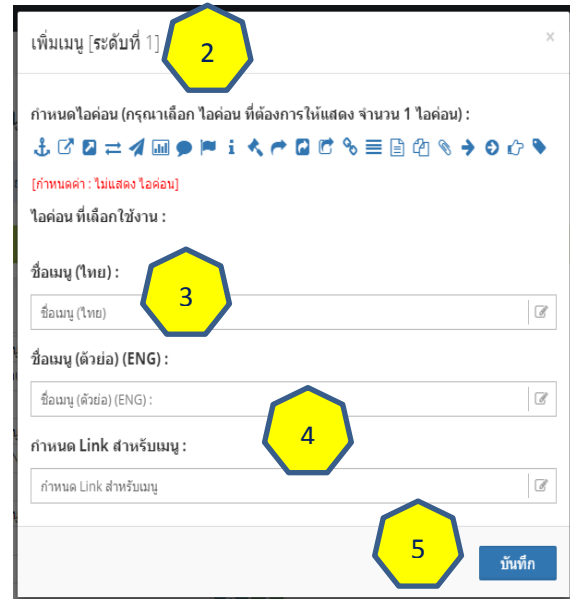 เพิ่มเมนู [ระดับที่ 1]
2
×
กำหนดไอค่อน (กรุณาเลือก ไอค่อน ที่ต้องการให้แสดง จำนวน 1 ไอค่อน) :
[กำหนดค่า : ไม่แสดง ไอค่อน]
ไอค่อน ที่เลือกใช้งาน :
ชื่อเมนู (ไทย) :
3
ชื่อเมนู (ไทย)
ชื่อเมนู (ตัวย่อ) (ENG) :
ชื่อเมนู (ตัวย่อ) (ENG) :
4
กำหนด Link สำหรับเมนู :
กำหนด Link สำหรับเมนู
5
บันทึก